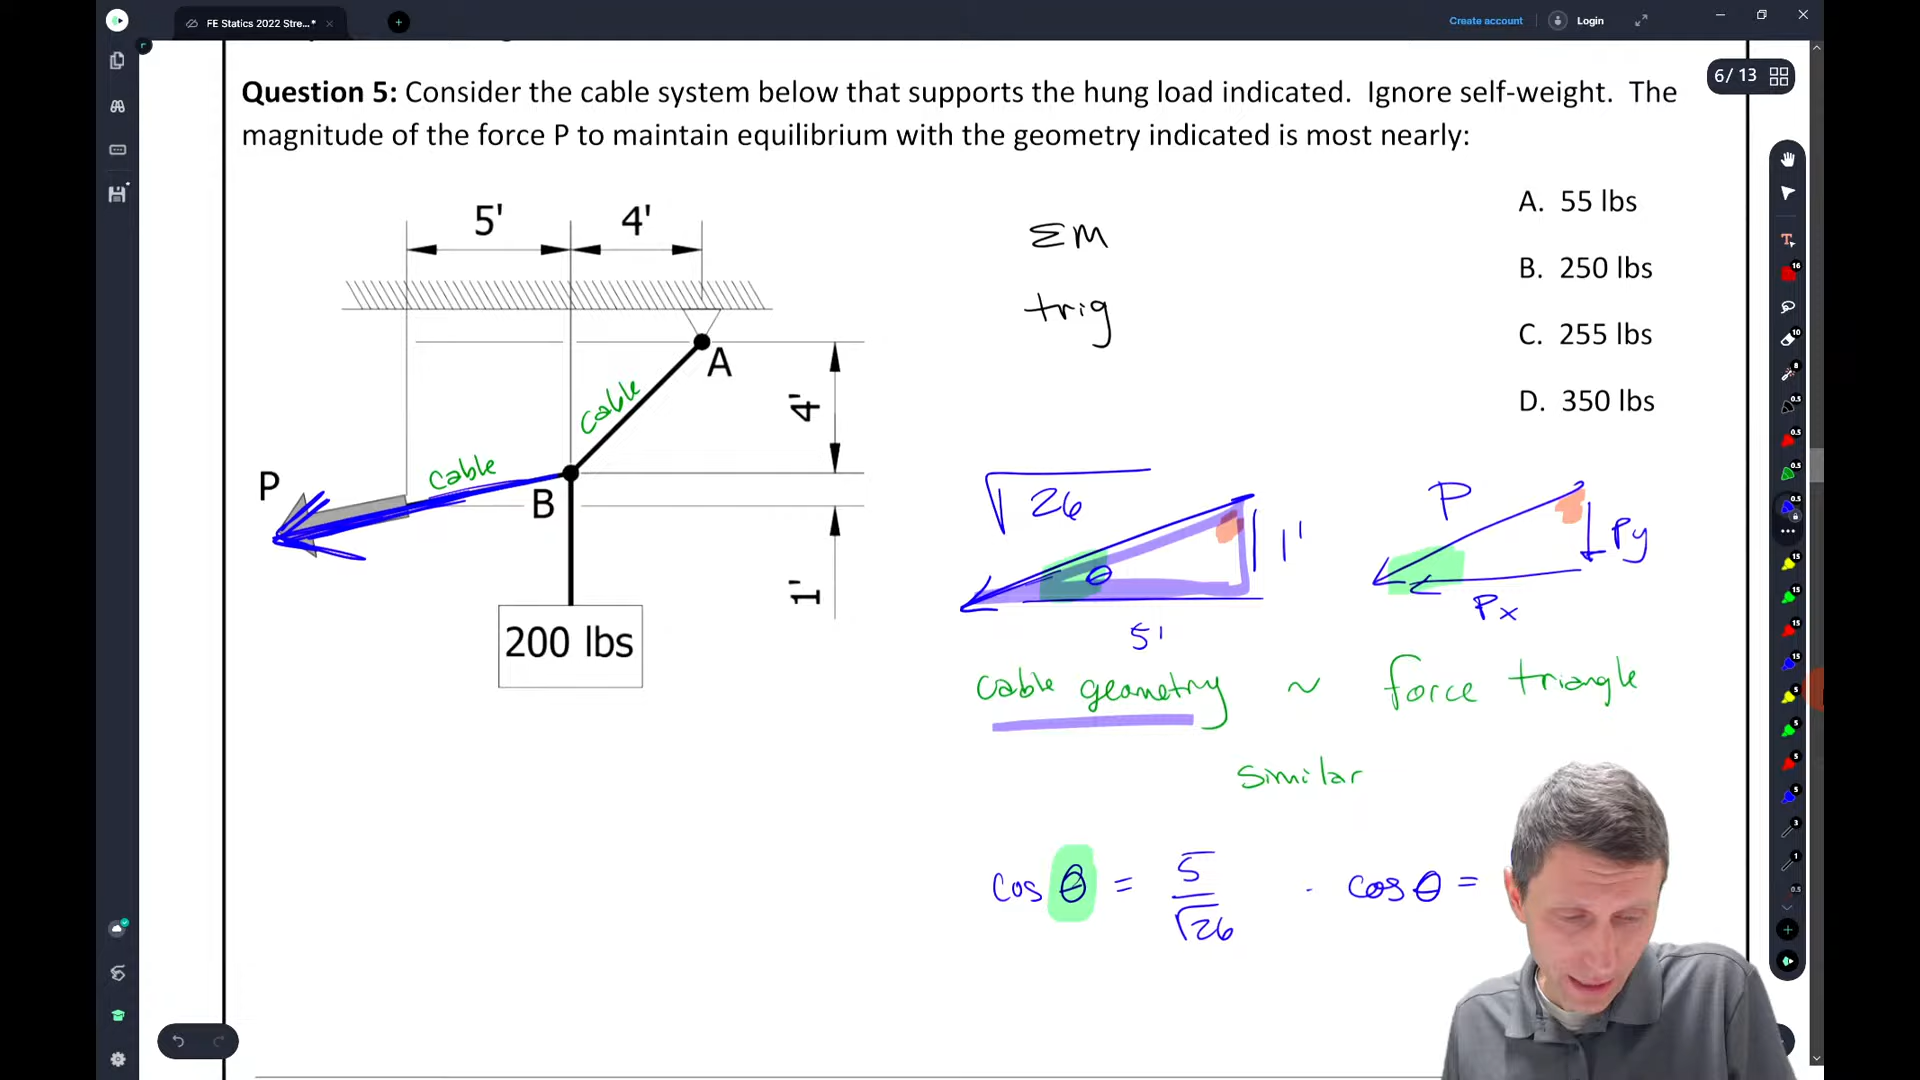 FE Statics 2022 Stre...*
Create account
Login
6/ 13
Question 5: Consider the cable system below that supports the hung load indicated. Ignore self-weight. The
magnitude of the force P to maintain equilibrium with the geometry indicated is most nearly:
5'
4'
ΣM
trig
A. 55 lbs
B. 250 lbs
C. 255 lbs
D. 350 lbs
A
cable
4'
cable
P
B
1'
200 lbs
√26
1'
θ
5'
P
Py
Px
cable geometry ~ force triangle
similar
cos θ = 5
√26
cos θ =